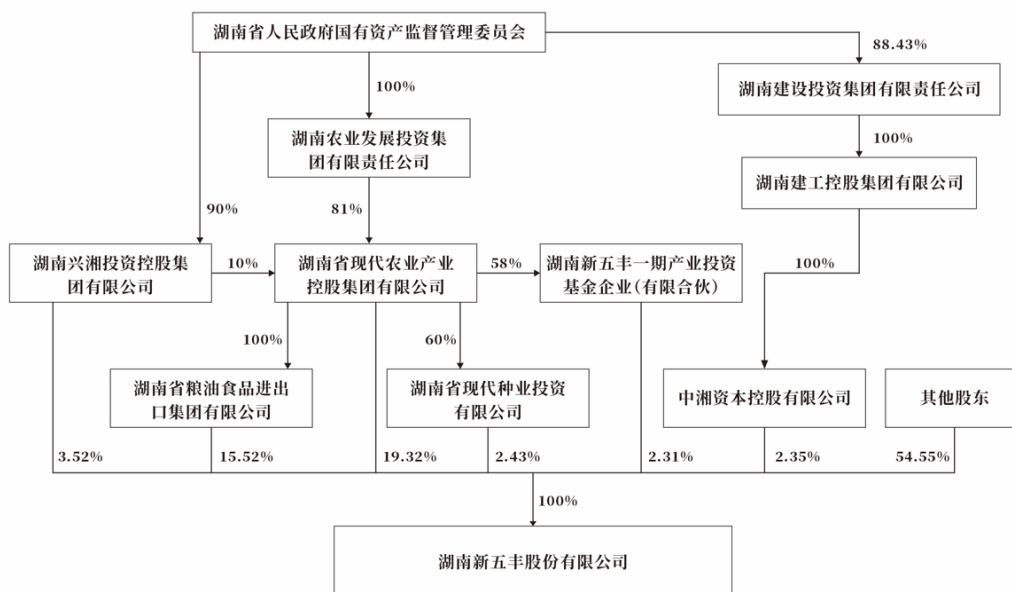 湖南省人民政府国有资产监督管理委员会
88.43%
100%
湖南建设投资集团有限责任公司
湖南农业发展投资集
团有限责任公司
100%
湖南建工控股集团有限公司
90%
81%
湖南兴湘投资控股集
团有限公司
10%
湖南省现代农业产业
控股集团有限公司
58%
湖南新五丰一期产业投资
基金企业(有限合伙)
100%
100%
60%
湖南省粮油食品进出
口集团有限公司
湖南省现代种业投资
有限公司
中湘资本控股有限公司
其他股东
3.52%
15.52%
19.32%
2.43%
2.31%
2.35%
54.55%
100%
湖南新五丰股份有限公司